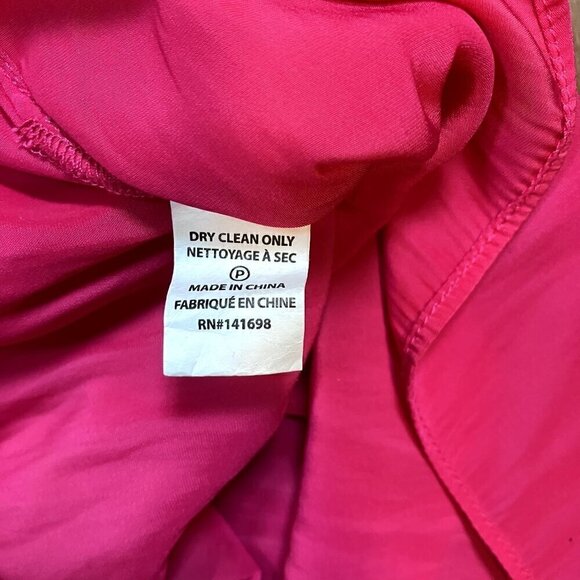 DRY CLEAN ONLY
NETTOYAGE À SEC
P
MADE IN CHINA
FABRIQUÉ EN CHINE
RN#141698